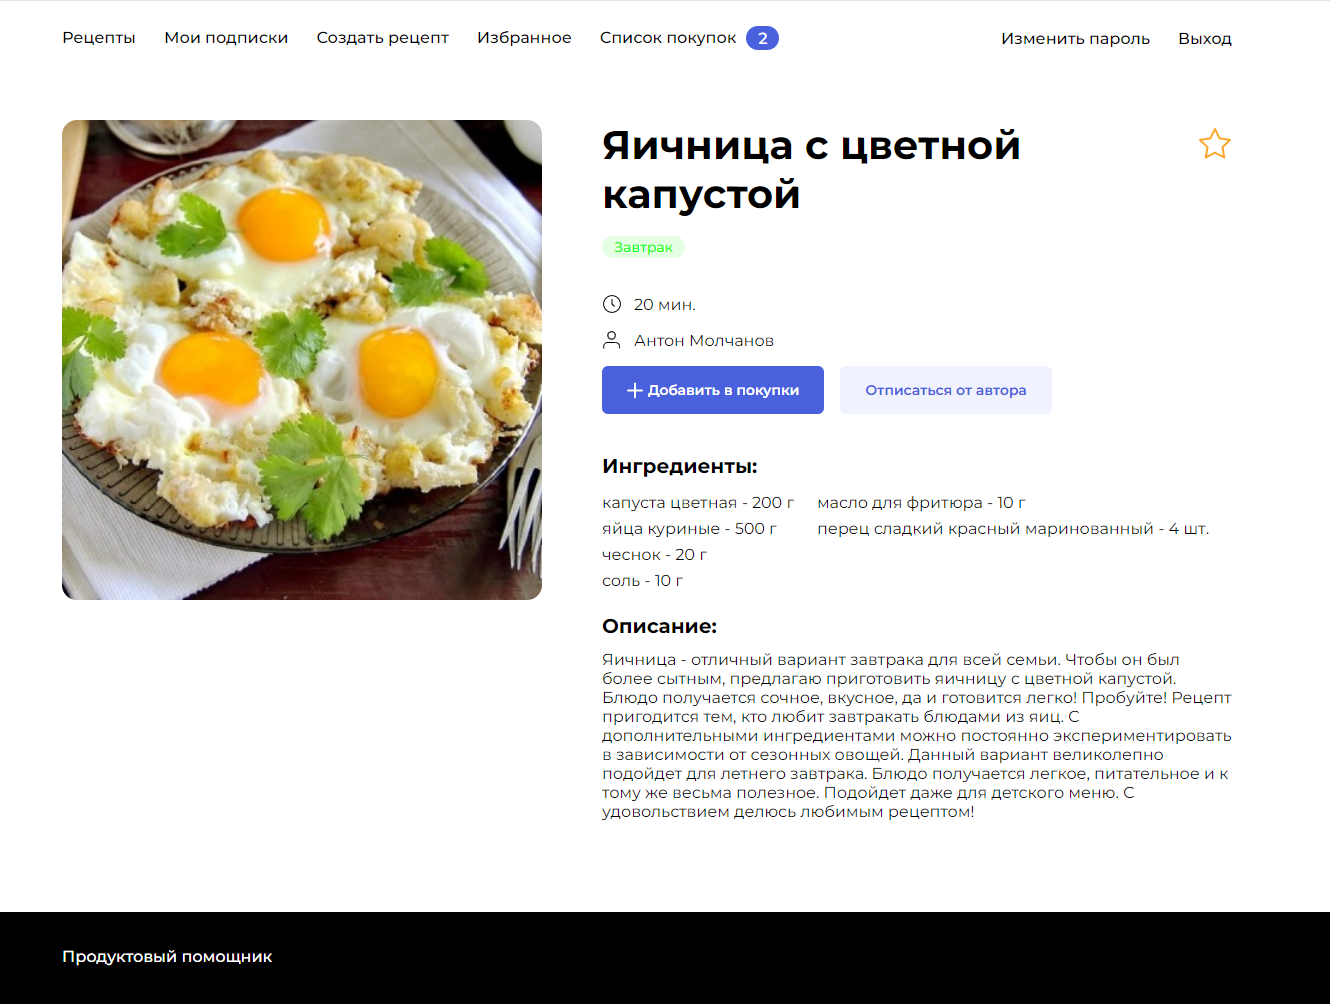 Рецепты Мои подписки Создать рецепт Избранное Список покупок 2 Изменить пароль Выход
Яичница с цветной
капустой
Завтрак
20 мин.
Антон Молчанов
Добавить в покупки Отписаться от автора
Ингредиенты:
капуста цветная - 200 г
яйца куриные - 500 г
чеснок - 20 г
соль - 10 г
масло для фритюра - 10 г
перец сладкий красный маринованный - 4 шт.
Описание:
Яичница - отличный вариант завтрака для всей семьи. Чтобы он был
более сытным, предлагаю приготовить яичницу с цветной капустой.
Блюдо получается сочное, вкусное, да и готовится легко! Пробуйте! Рецепт
пригодится тем, кто любит завтракать блюдами из яиц. С
дополнительными ингредиентами можно постоянно экспериментировать
в зависимости от сезонных овощей. Данный вариант великолепно
подойдет для летнего завтрака. Блюдо получается легкое, питательное и к
тому же весьма полезное. Подойдет даже для детского меню. С
удовольствием делюсь любимым рецептом!
Продуктовый помощник